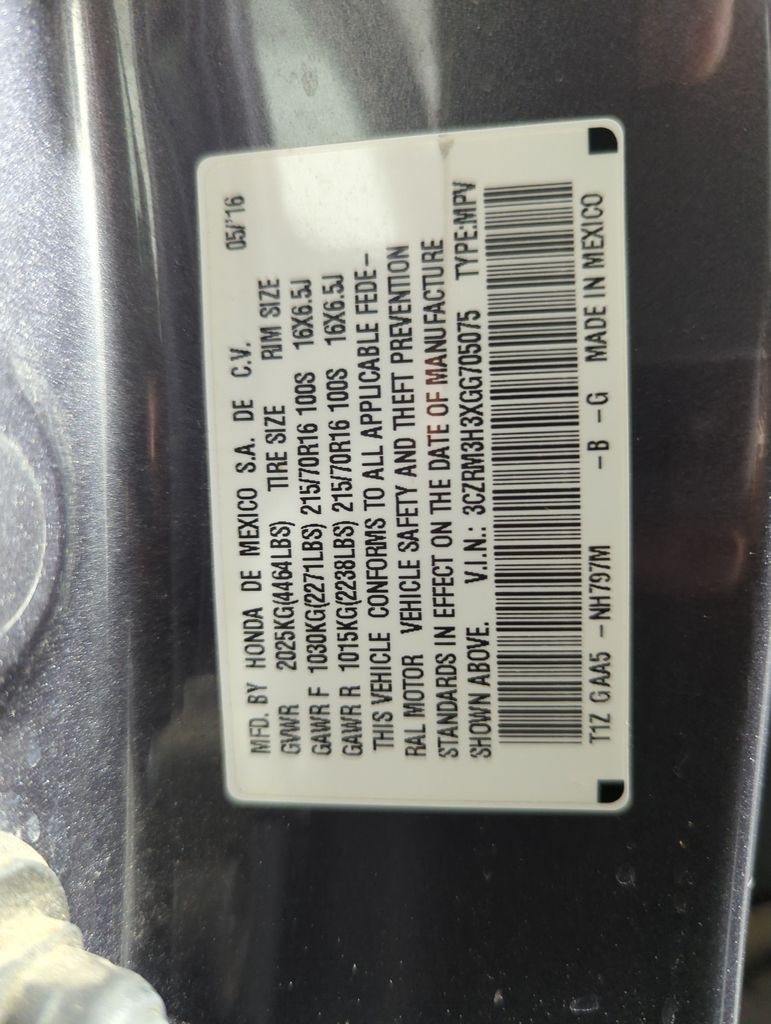 MFD. BY HONDA DE MEXICO S.A. DE C.V. 05/'16
GVWR 2025KG(4464LBS) TIRE SIZE RIM SIZE
GAWR F 1030KG(2271LBS) 215/70R16 100S 16X6.5J
GAWR R 1015KG(2238LBS) 215/70R16 100S 16X6.5J
THIS VEHICLE CONFORMS TO ALL APPLICABLE FEDE-
RAL MOTOR VEHICLE SAFETY AND THEFT PREVENTION
STANDARDS IN EFFECT ON THE DATE OF MANUFACTURE
SHOWN ABOVE. V.I.N.: 3CZRM3H3XGG705075 TYPE:MPV
T1Z G AA5 -NH797M -B -G MADE IN MEXICO